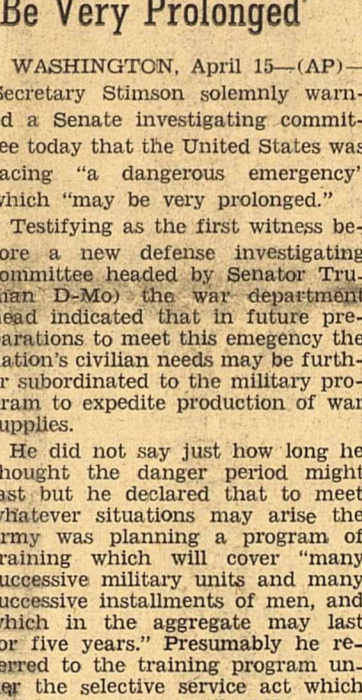 Be Very Prolonged'
WASHINGTON, April 15—(AP)—
Secretary Stimson solemnly warn-
d a Senate investigating commit-
ee today that the United States was
acing "a dangerous emergency'
which "may be very prolonged."
Testifying as the first witness be-
ore a new defense investigating
ommittee headed by Senator Tru-
man D-Mo) the war department
ead indicated that in future pre-
arations to meet this emegency the
ation's civilian needs may be furth-
r subordinated to the military pro-
ram to expedite production of war
upplies.
He did not say just how long he
hought the danger period might
ast but he declared that to meet
whatever situations may arise the
rmy was planning a program of
raining which will cover "many
uccessive military units and many
uccessive installments of men, and
which in the aggregate may last
or five years." Presumably he re-
erred to the training program un-
er the selective service act which